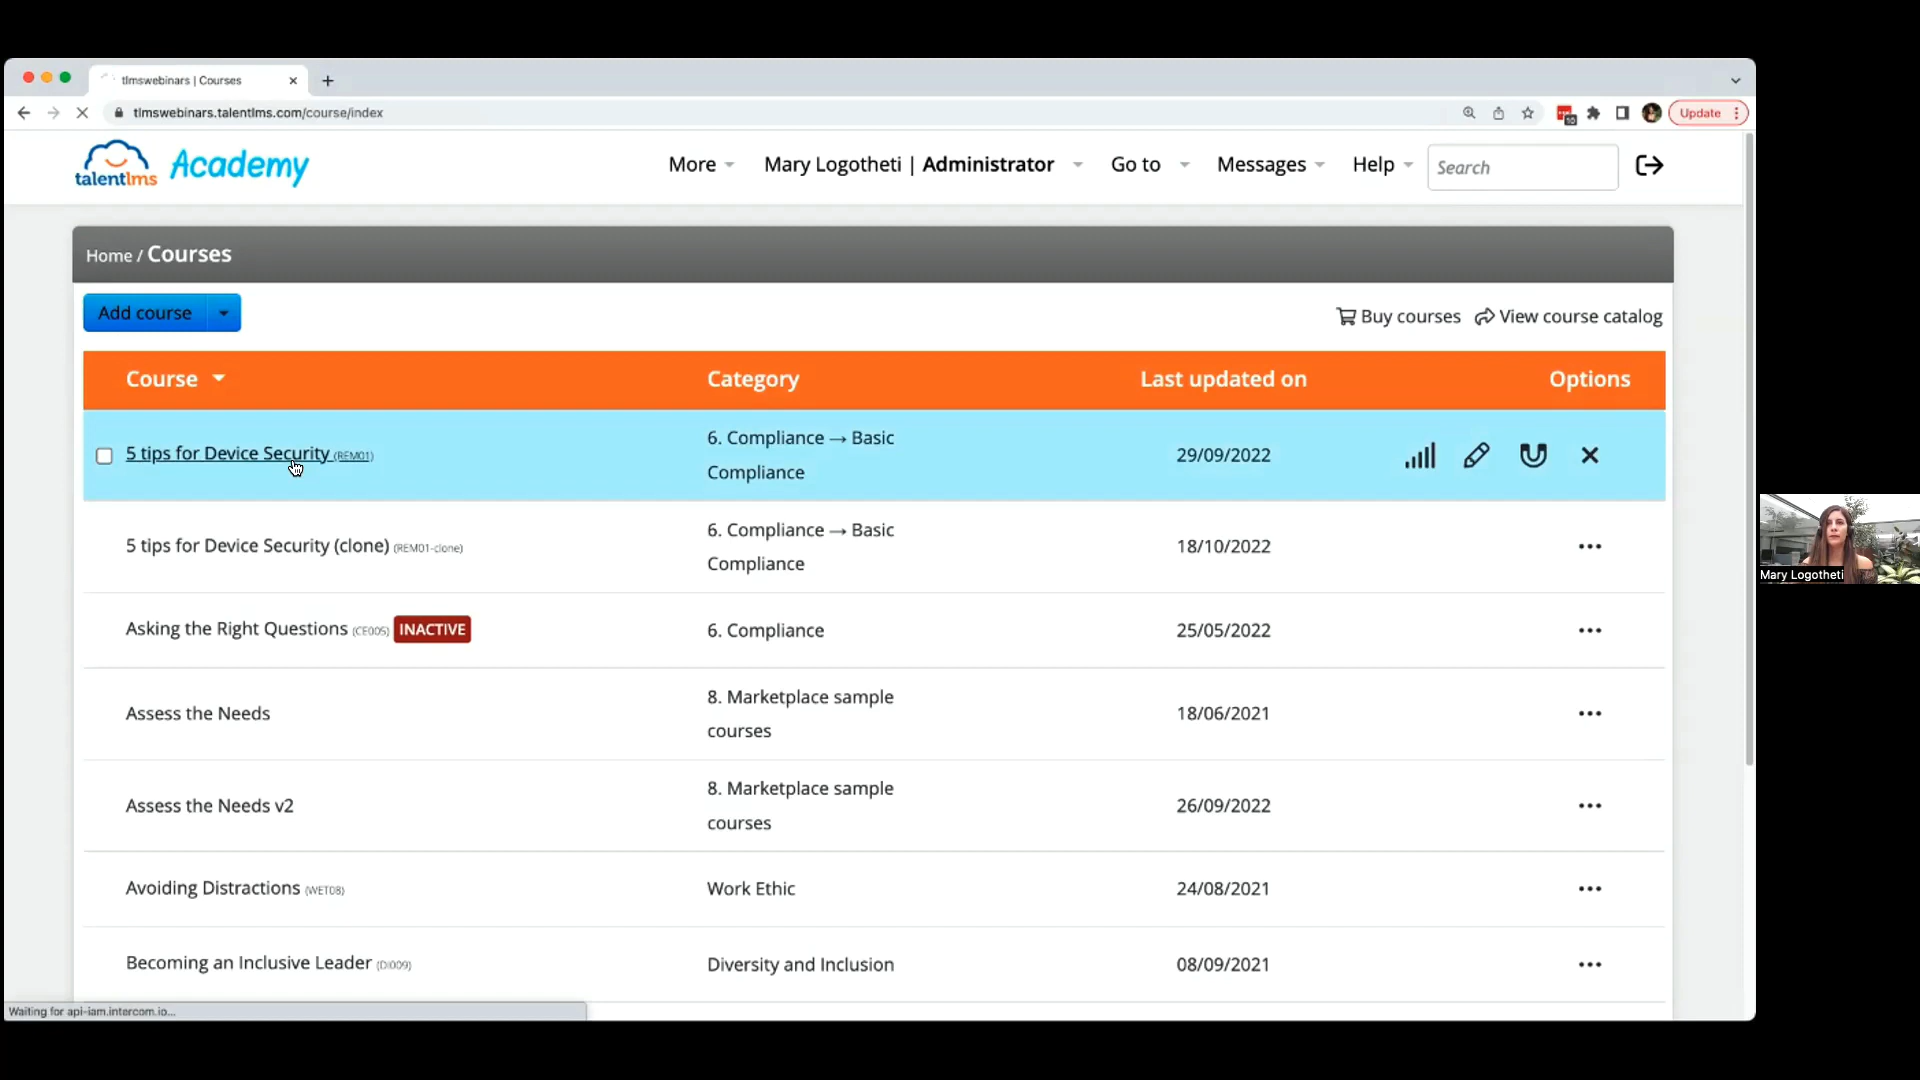 tlmswebinars | Courses
tlmswebinars.talentlms.com/course/index
Update
talentlms Academy
More
Mary Logotheti | Administrator
Go to
Messages
Help
Search
Home / Courses
Add course
Buy courses
View course catalog
Course
Category
Last updated on
Options
5 tips for Device Security (REM01)
6. Compliance → Basic
Compliance
29/09/2022
5 tips for Device Security (clone) (REM01-clone)
6. Compliance → Basic
Compliance
18/10/2022
Asking the Right Questions (CE005) INACTIVE
6. Compliance
25/05/2022
Assess the Needs
8. Marketplace sample
courses
18/06/2021
Assess the Needs v2
8. Marketplace sample
courses
26/09/2022
Avoiding Distractions (WET08)
Work Ethic
24/08/2021
Becoming an Inclusive Leader (DI009)
Diversity and Inclusion
08/09/2021
Waiting for api-iam.intercom.io...
Mary Logotheti